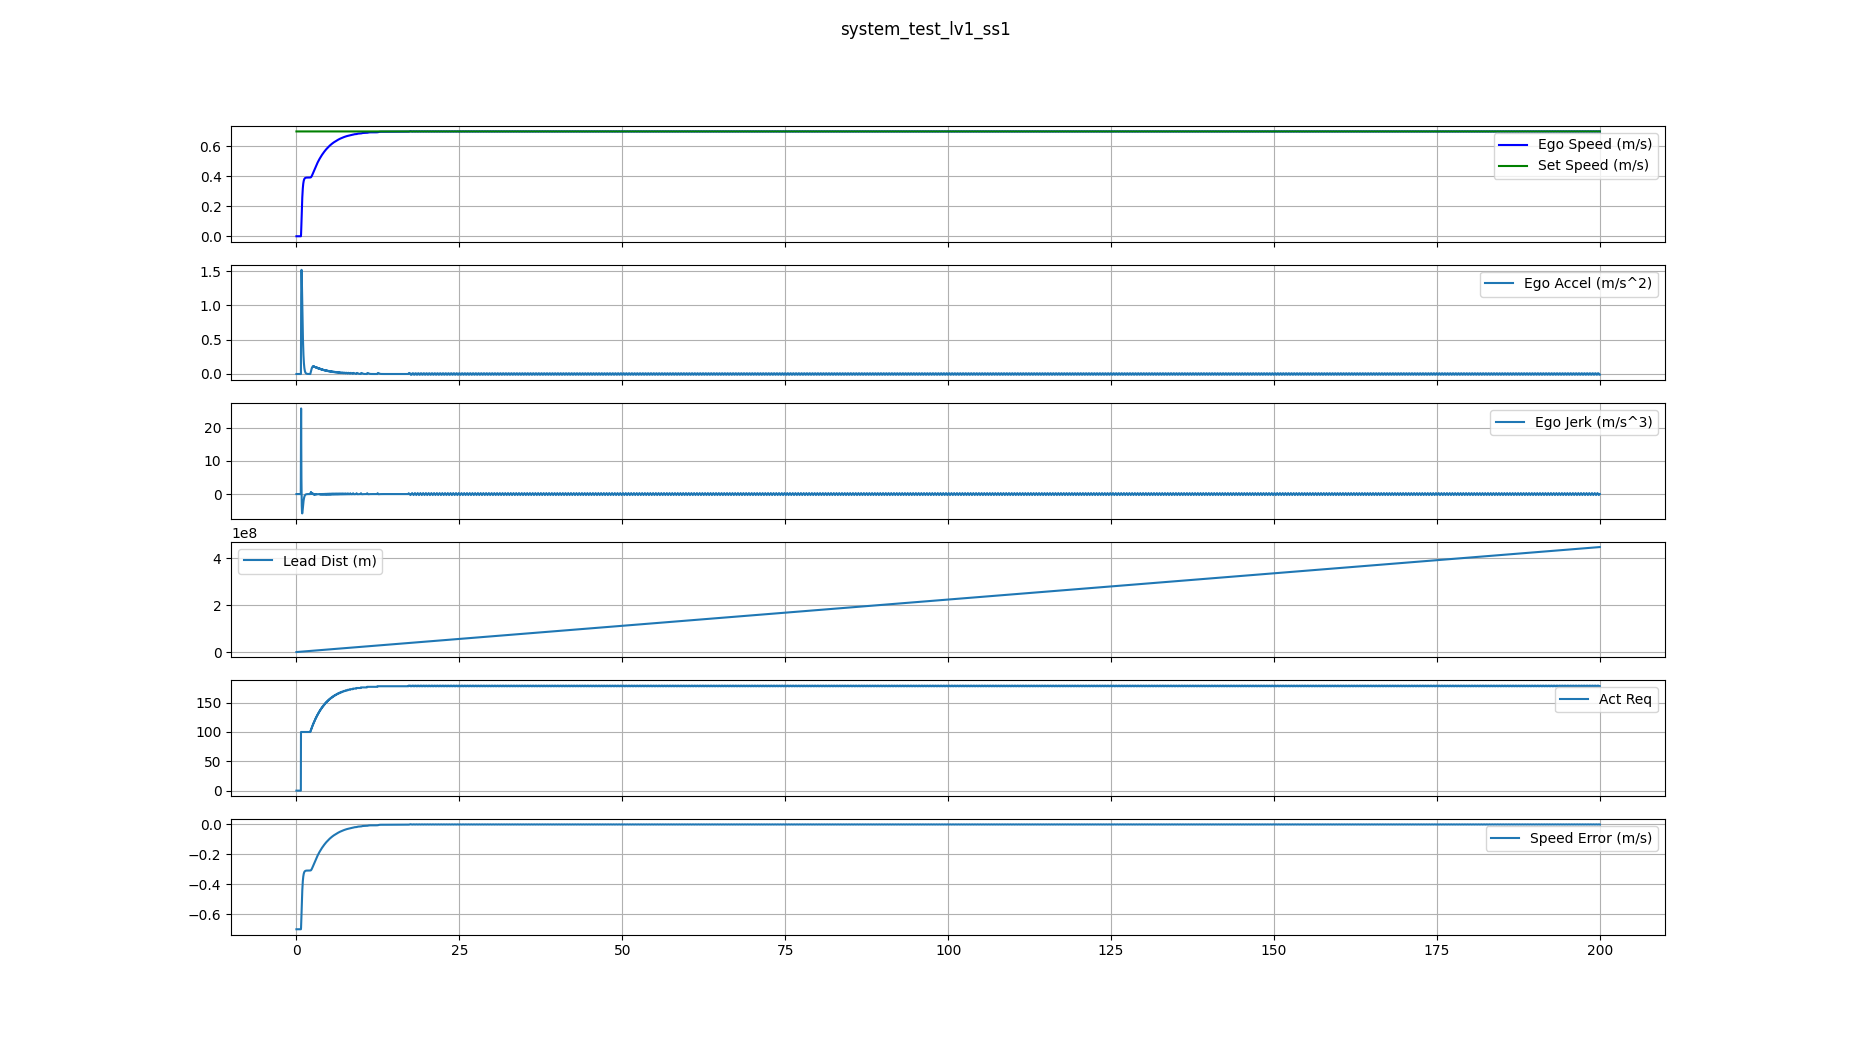 system_test_lv1_ss1
0.6
0.4
0.2
0.0
Ego Speed (m/s)
Set Speed (m/s)
1.5
1.0
0.5
0.0
Ego Accel (m/s^2)
20
10
0
Ego Jerk (m/s^3)
1e8
4
2
0
Lead Dist (m)
150
100
50
0
Act Req
0.0
−0.2
−0.4
−0.6
Speed Error (m/s)
0 25 50 75 100 125 150 175 200